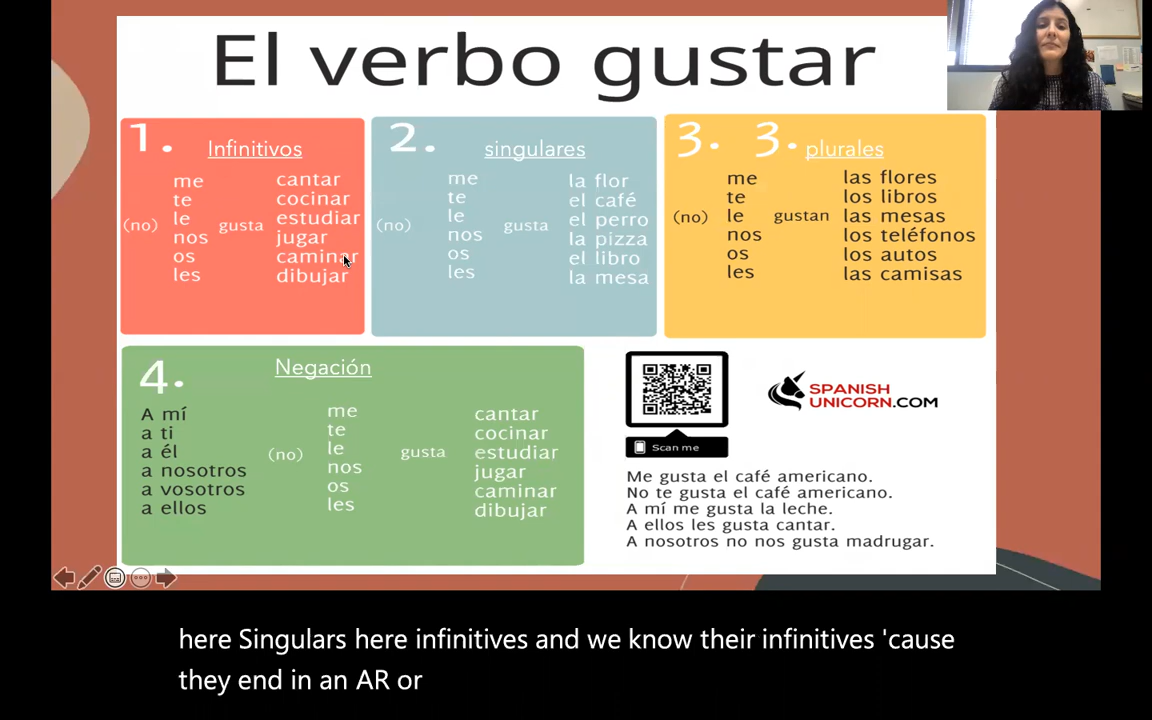 El verbo gustar
1.
Infinitivos
(no)
me
te
le
nos
os
les
gusta
cantar
cocinar
estudiar
jugar
caminar
dibujar
2.
singulares
(no)
me
te
le
nos
os
les
gusta
la flor
el café
el perro
la pizza
el libro
la mesa
3. 3. plurales
(no)
me
te
le
nos
os
les
gustan
las flores
los libros
las mesas
los teléfonos
los autos
las camisas
4.
Negación
A mí
a ti
a él
a nosotros
a vosotros
a ellos
(no)
me
te
le
nos
os
les
gusta
cantar
cocinar
estudiar
jugar
caminar
dibujar
Scan me
SPANISH
UNICORN.COM
Me gusta el café americano.
No te gusta el café americano.
A mí me gusta la leche.
A ellos les gusta cantar.
A nosotros no nos gusta madrugar.
here Singulars here infinitives and we know their infinitives 'cause
they end in an AR or